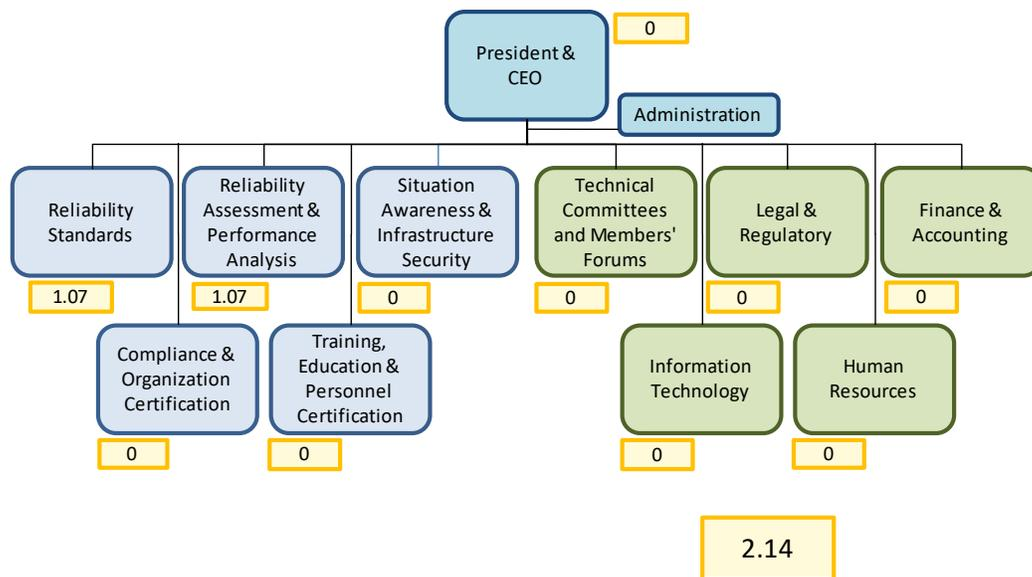 President &
CEO
0
Administration
Reliability
Standards
Reliability
Assessment &
Performance
Analysis
Situation
Awareness &
Infrastructure
Security
Technical
Committees
and Members'
Forums
Legal &
Regulatory
Finance &
Accounting
1.07
1.07
0
0
0
0
Compliance &
Organization
Certification
Training,
Education &
Personnel
Certification
Information
Technology
Human
Resources
0
0
0
0
2.14